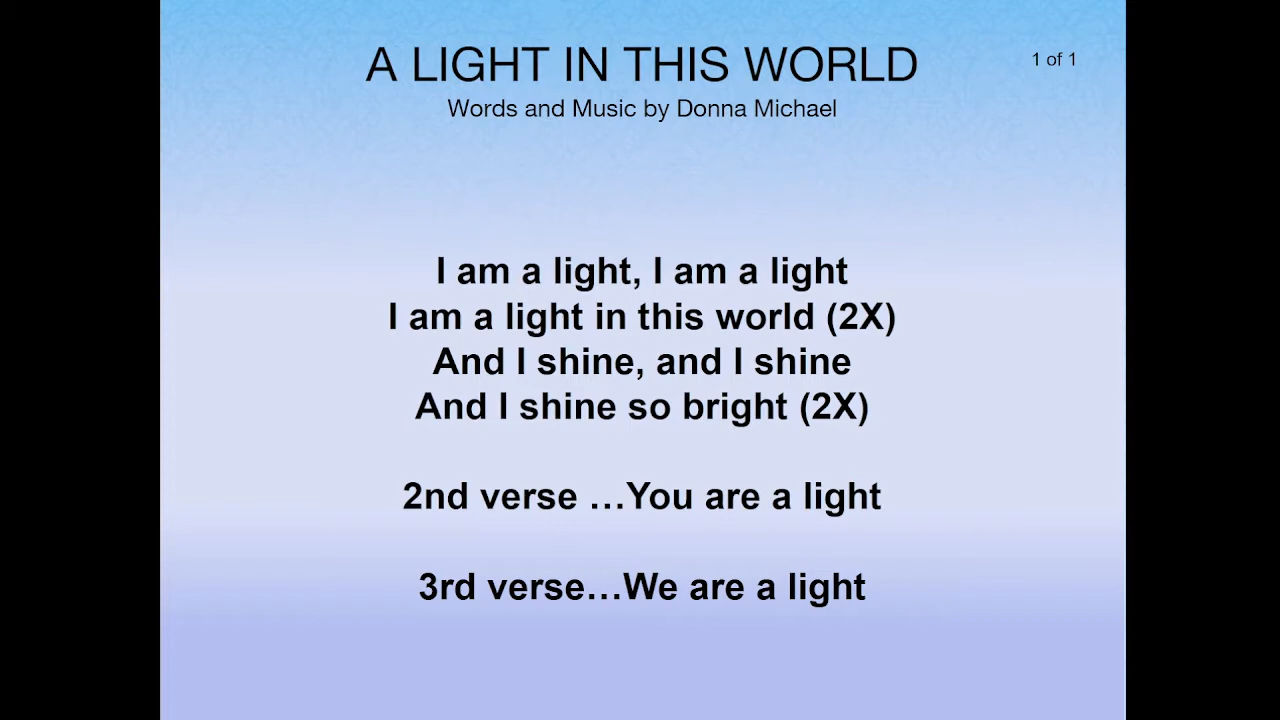 A LIGHT IN THIS WORLD
1 of 1
Words and Music by Donna Michael
I am a light, I am a light
I am a light in this world (2X)
And I shine, and I shine
And I shine so bright (2X)
2nd verse …You are a light
3rd verse…We are a light